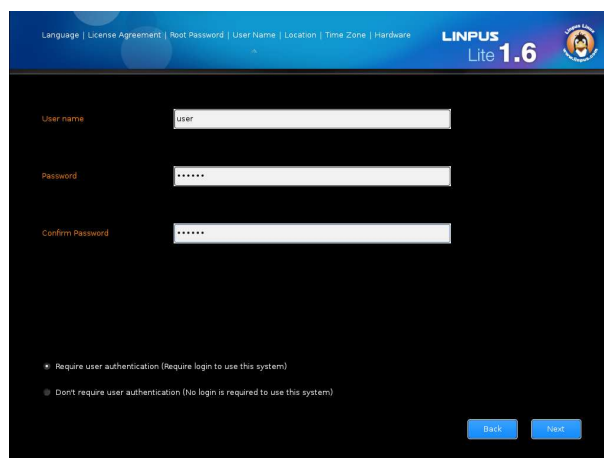 Language | License Agreement | Root Password | User Name | Location | Time Zone | Hardware
LINPUS
Lite 1.6
User name
user
Password
••••••
Confirm Password
••••••
Require user authentication (Require login to use this system)
Don't require user authentication (No login is required to use this system)
Back
Next